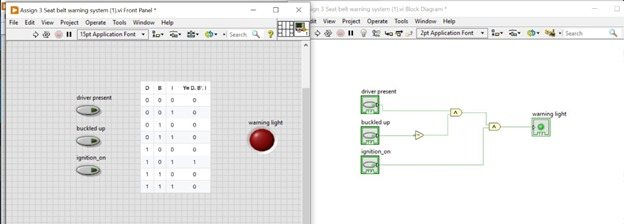 Assign 3 Seat belt warning system (1).vi Front Panel *
File Edit View Project Operate Tools Window Help
15pt Application Font
Search
driver present
buckled up
ignition_on
D B I Y= D. B'. I
0 0 0 0
0 0 1 0
0 1 0 0
0 1 1 0
1 0 0 0
1 0 1 1
1 1 0 0
1 1 1 0
warning light
Assign 3 Seat belt warning system (1).vi Block Diagram *
View Project Operate Tools Window Help
2pt Application Font
Search
driver present
buckled up
ignition_on
warning light